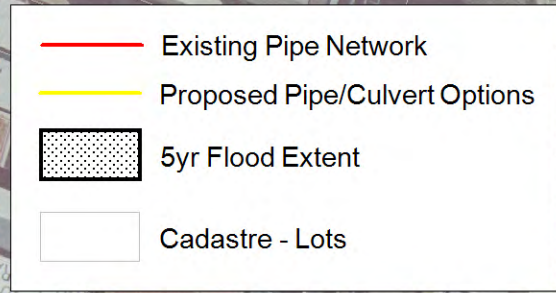 Existing Pipe Network
Proposed Pipe/Culvert Options
5yr Flood Extent
Cadastre - Lots